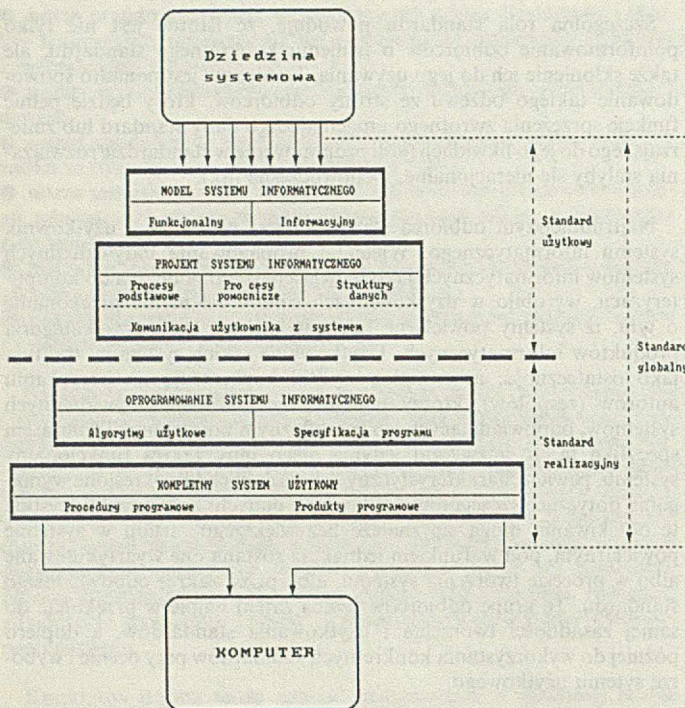 Dziedzina
systemowa
MODEL SYSTEMU INFORMATYCZNEGO
Funkcjonalny Informacyjny
PROJEKT SYSTEMU INFORMATYCZNEGO
Procesy podstawowe Pro cęsy pomocnicze Struktury danych
Komunikacja użytkownika z systemem
OPROGRAMOWANIE SYSTEMU INFORMATYCZNEGO
Algorytmy użytkowe Specyfikacja programu
KOMPLETNY SYSTEM UŻYTKOWY
Procedury programowe Produkty programowe
KOMPUTER
Standard
użytkowy
Standard
globalny
Standard
realizacyjny